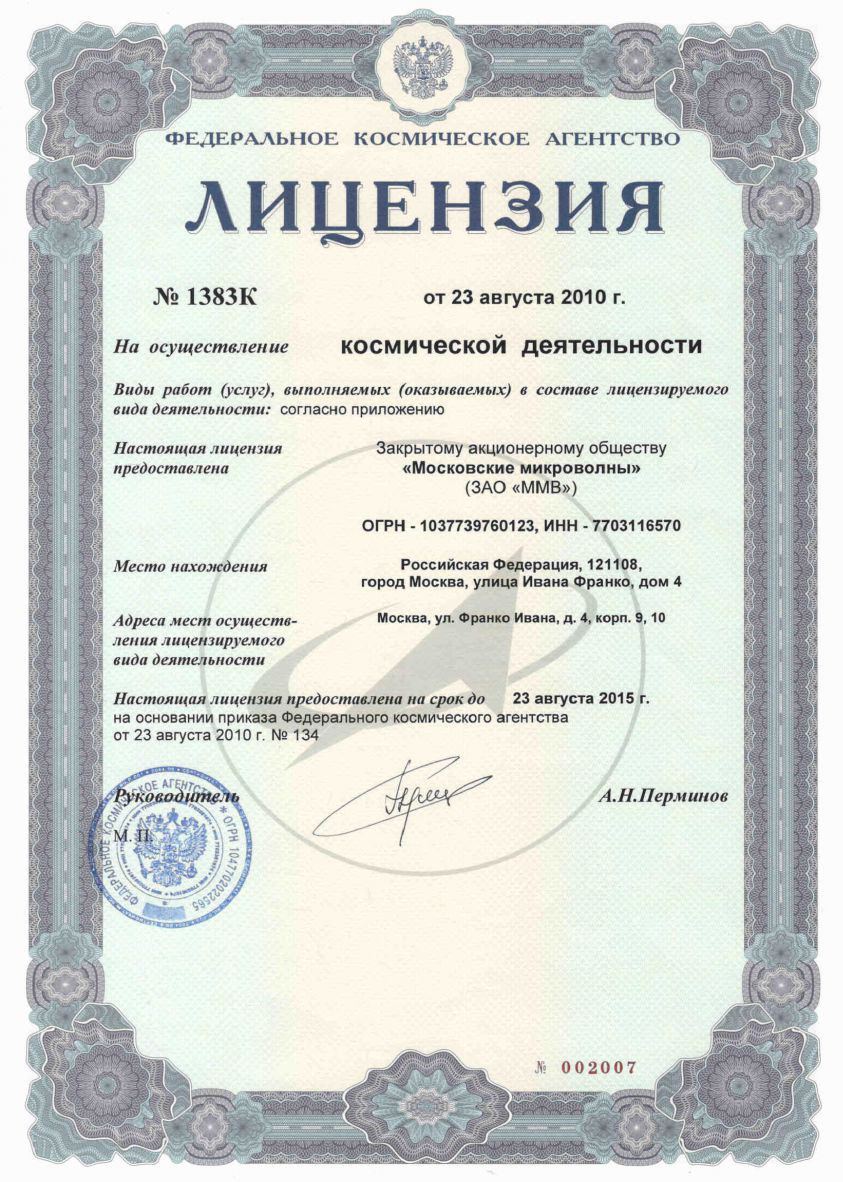 ФЕДЕРАЛЬНОЕ КОСМИЧЕСКОЕ АГЕНТСТВО
ЛИЦЕНЗИЯ
№ 1383К от 23 августа 2010 г.
На осуществление космической деятельности
Виды работ (услуг), выполняемых (оказываемых) в составе лицензируемого
вида деятельности: согласно приложению
Настоящая лицензия Закрытому акционерному обществу
предоставлена «Московские микроволны»
(ЗАО «ММВ»)
ОГРН - 1037739760123, ИНН - 7703116570
Место нахождения Российская Федерация, 121108,
город Москва, улица Ивана Франко, дом 4
Адреса мест осуществ- Москва, ул. Франко Ивана, д. 4, корп. 9, 10
ления лицензируемого
вида деятельности
Настоящая лицензия предоставлена на срок до 23 августа 2015 г.
на основании приказа Федерального космического агентства
от 23 августа 2010 г. № 134
Руководитель А.Н.Перминов
М. П.
ФЕДЕРАЛЬНОЕ КОСМИЧЕСКОЕ АГЕНТСТВО * ОГРН 1047702022565
№ 002007